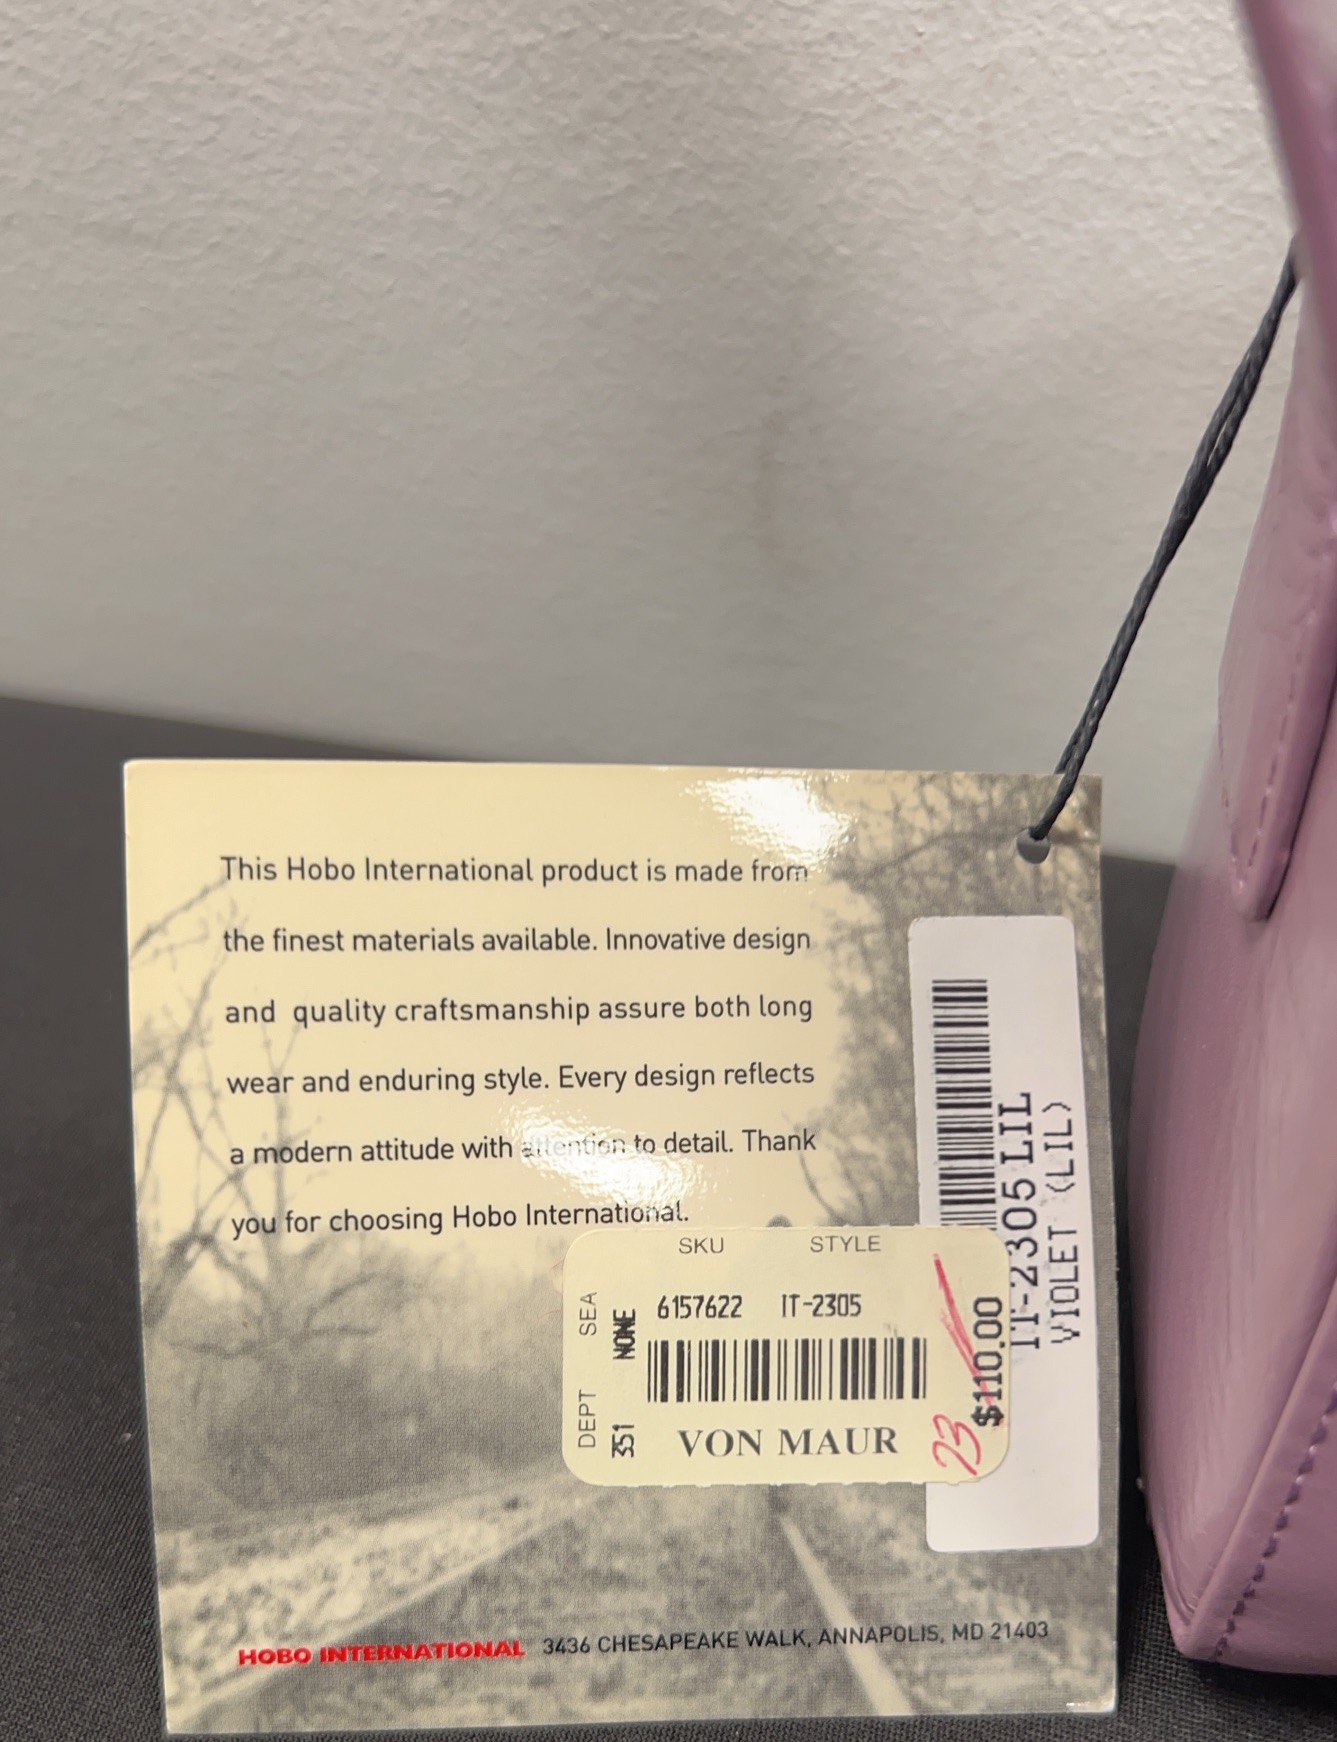 This Hobo International product is made from
the finest materials available. Innovative design
and quality craftsmanship assure both long
wear and enduring style. Every design reflects
a modern attitude with attention to detail. Thank
you for choosing Hobo International.
IT-2305 LIL
VIOLET (LIL)
SKU STYLE
6157622 IT-2305
SEA NONE
DEPT 351
VON MAUR
$110.00
73
HOBO INTERNATIONAL 3436 CHESAPEAKE WALK, ANNAPOLIS, MD 21403